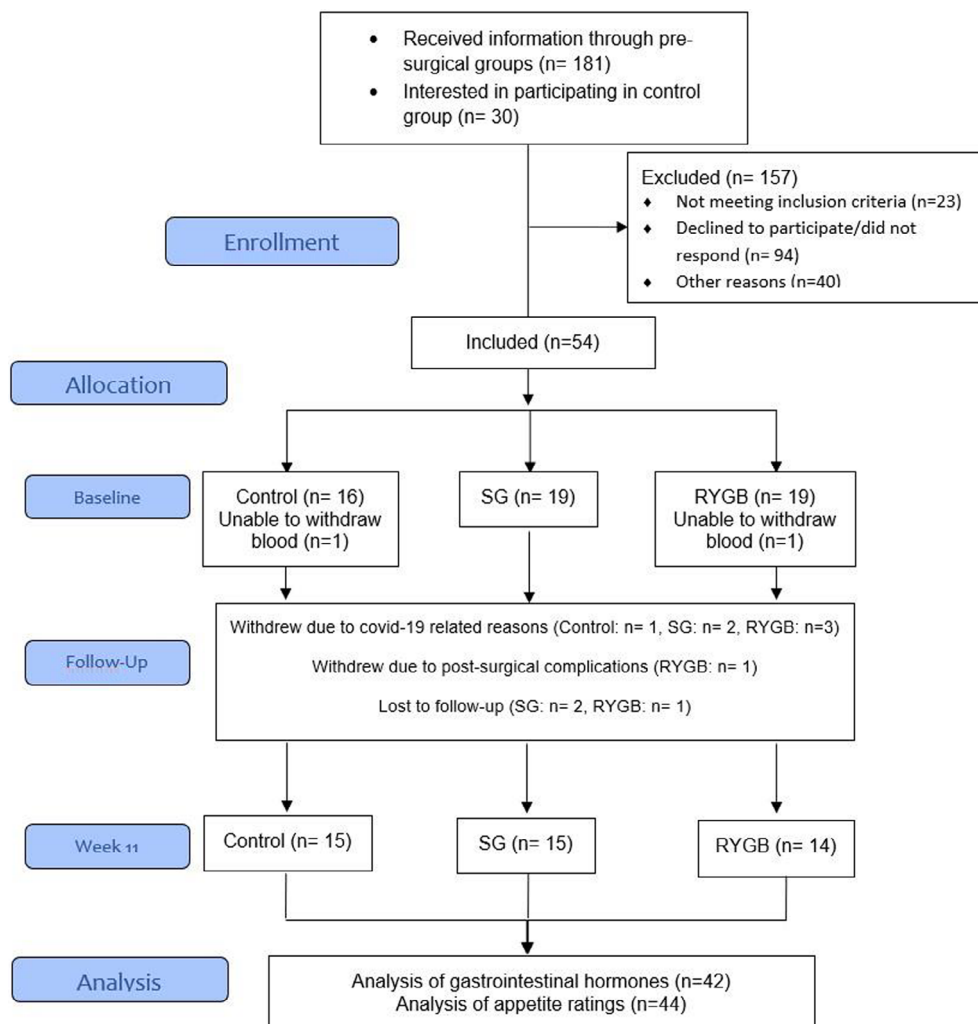 • Received information through pre-
surgical groups (n= 181)
• Interested in participating in control
group (n= 30)
Excluded (n= 157)
♦ Not meeting inclusion criteria (n=23)
♦ Declined to participate/did not
respond (n= 94)
♦ Other reasons (n=40)
Enrollment
Included (n=54)
Allocation
Baseline
Control (n= 16)
Unable to withdraw
blood (n=1)
SG (n= 19)
RYGB (n= 19)
Unable to withdraw
blood (n=1)
Follow-Up
Withdrew due to covid-19 related reasons (Control: n= 1, SG: n= 2, RYGB: n=3)
Withdrew due to post-surgical complications (RYGB: n= 1)
Lost to follow-up (SG: n= 2, RYGB: n= 1)
Week 11
Control (n= 15)
SG (n= 15)
RYGB (n= 14)
Analysis
Analysis of gastrointestinal hormones (n=42)
Analysis of appetite ratings (n=44)